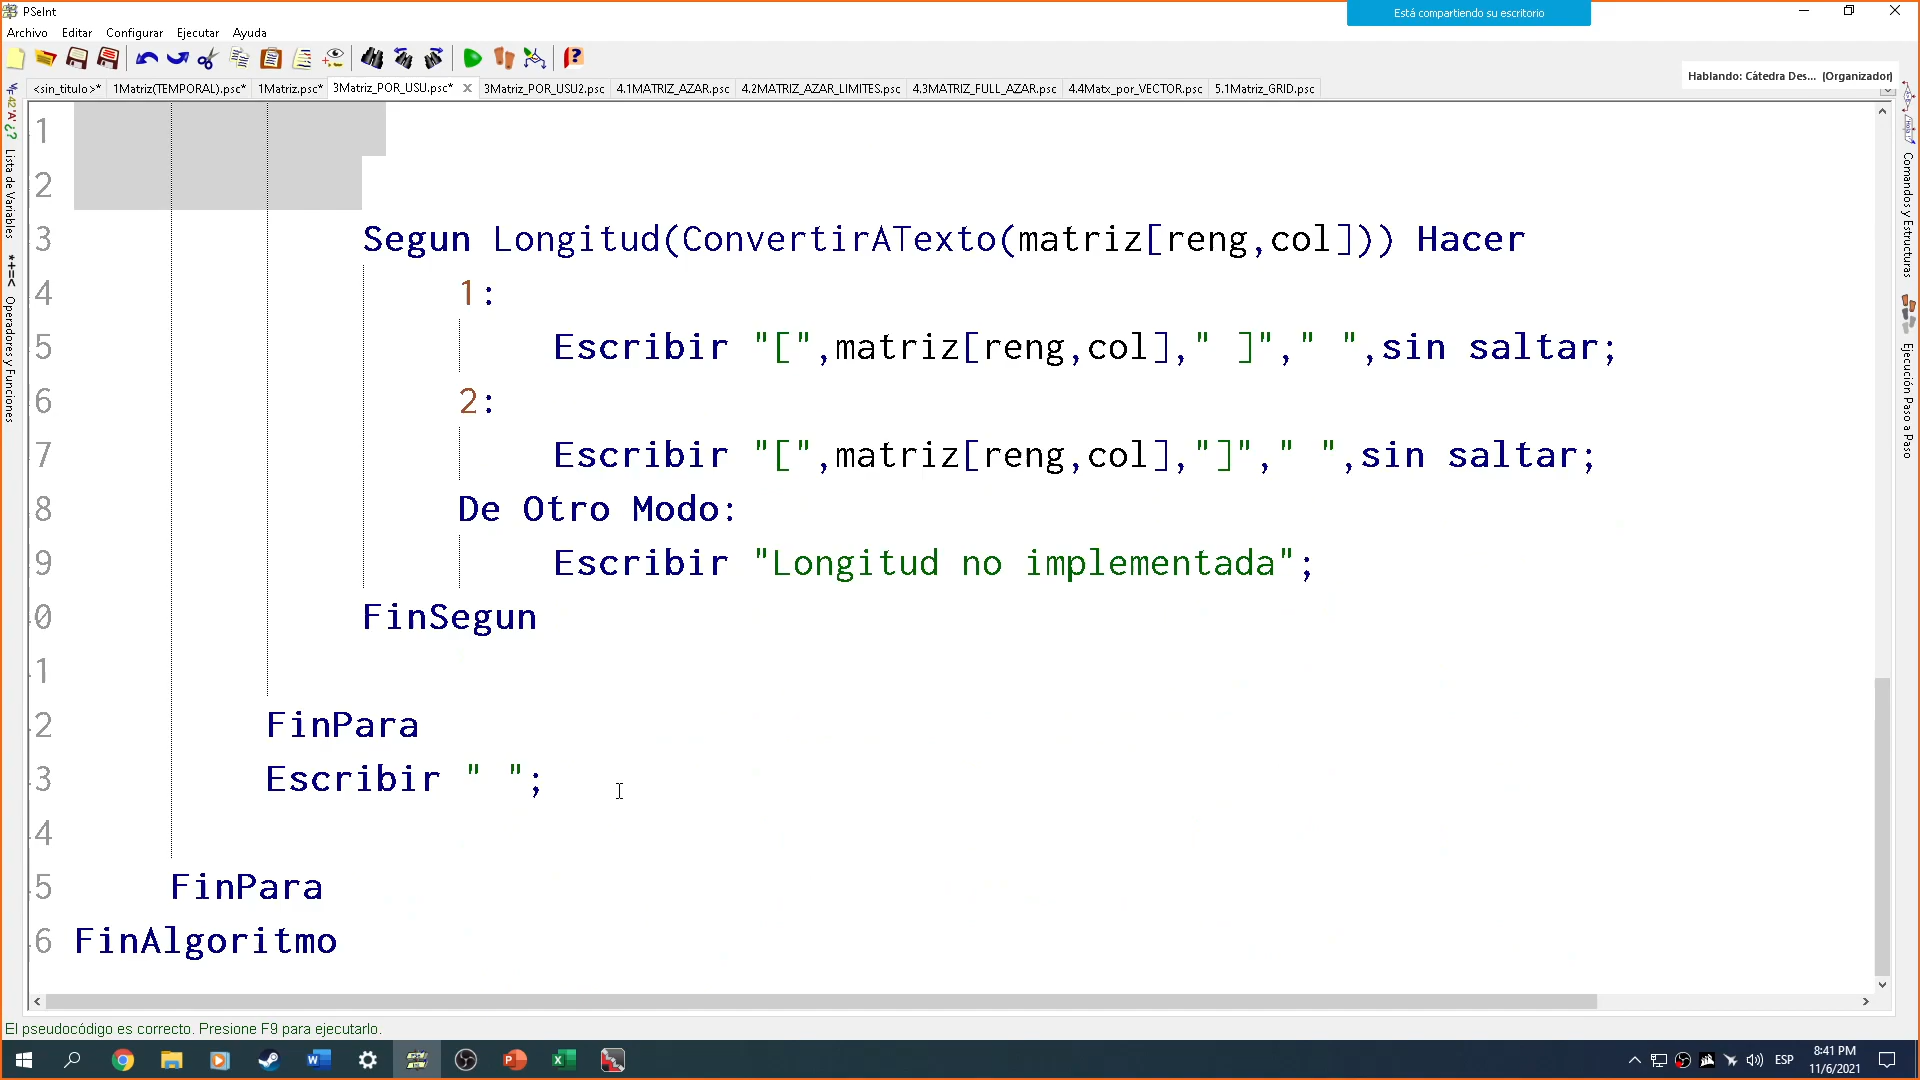 PSeInt
Está compartiendo su escritorio
Archivo Editar Configurar Ejecutar Ayuda
Hablando: Cátedra Des... (Organizador)
<sin_titulo>* 1Matriz(TEMPORAL).psc* 1Matriz.psc* 3Matriz_POR_USU.psc* 3Matriz_POR_USU2.psc 4.1MATRIZ_AZAR.psc 4.2MATRIZ_AZAR_LIMITES.psc 4.3MATRIZ_FULL_AZAR.psc 4.4Matx_por_VECTOR.psc 5.1Matriz_GRID.psc
Lista de Variables
Operadores y Funciones
Comandos y Estructuras
Ejecución Paso a Paso
1
2
3 Segun Longitud(ConvertirATexto(matriz[reng,col])) Hacer
4 1:
5 Escribir "[",matriz[reng,col]," ]"," ",sin saltar;
6 2:
7 Escribir "[",matriz[reng,col],"]"," ",sin saltar;
8 De Otro Modo:
9 Escribir "Longitud no implementada";
0 FinSegun
1
2 FinPara
3 Escribir " ";
4
5 FinPara
6 FinAlgoritmo
El pseudocódigo es correcto. Presione F9 para ejecutarlo.
ESP
8:41 PM
11/6/2021